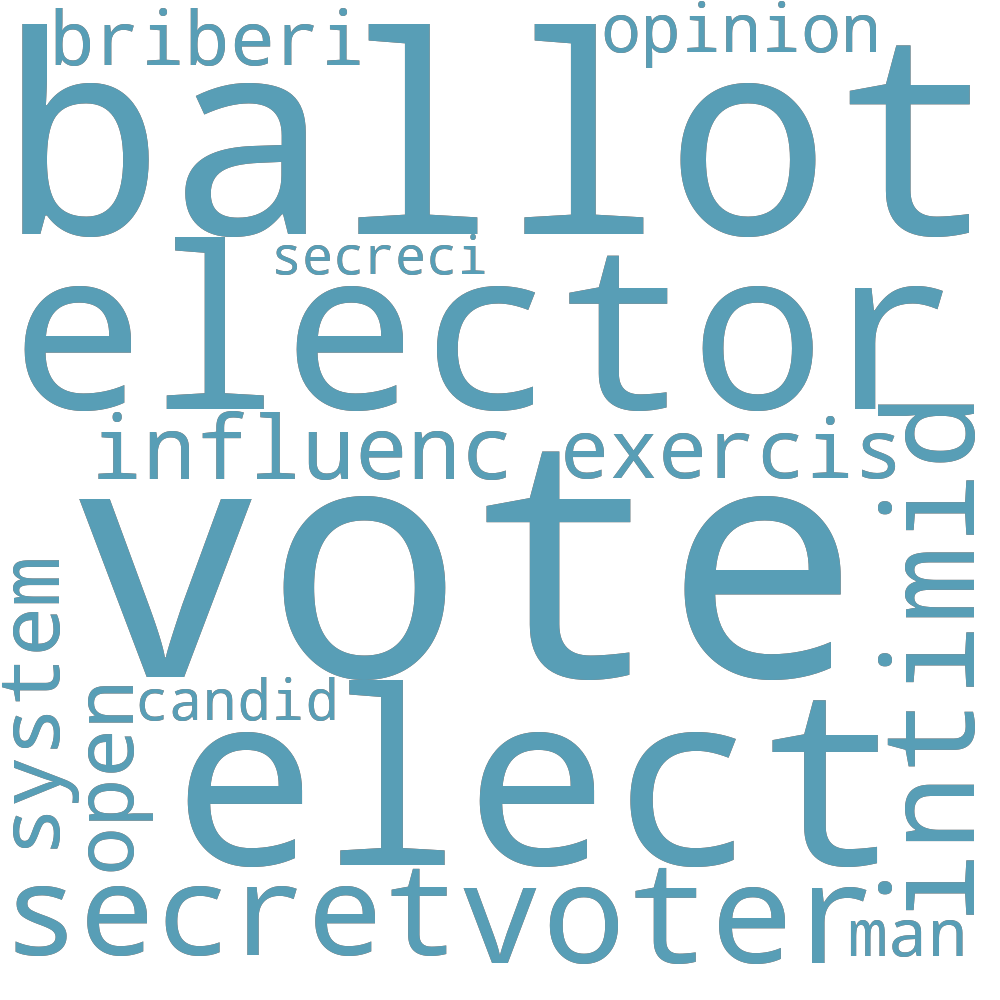 briberi
opinion
ballot
secreci
elector
influenc
exercis
vote
intimid
system
open
candid
elect
secret
voter
man